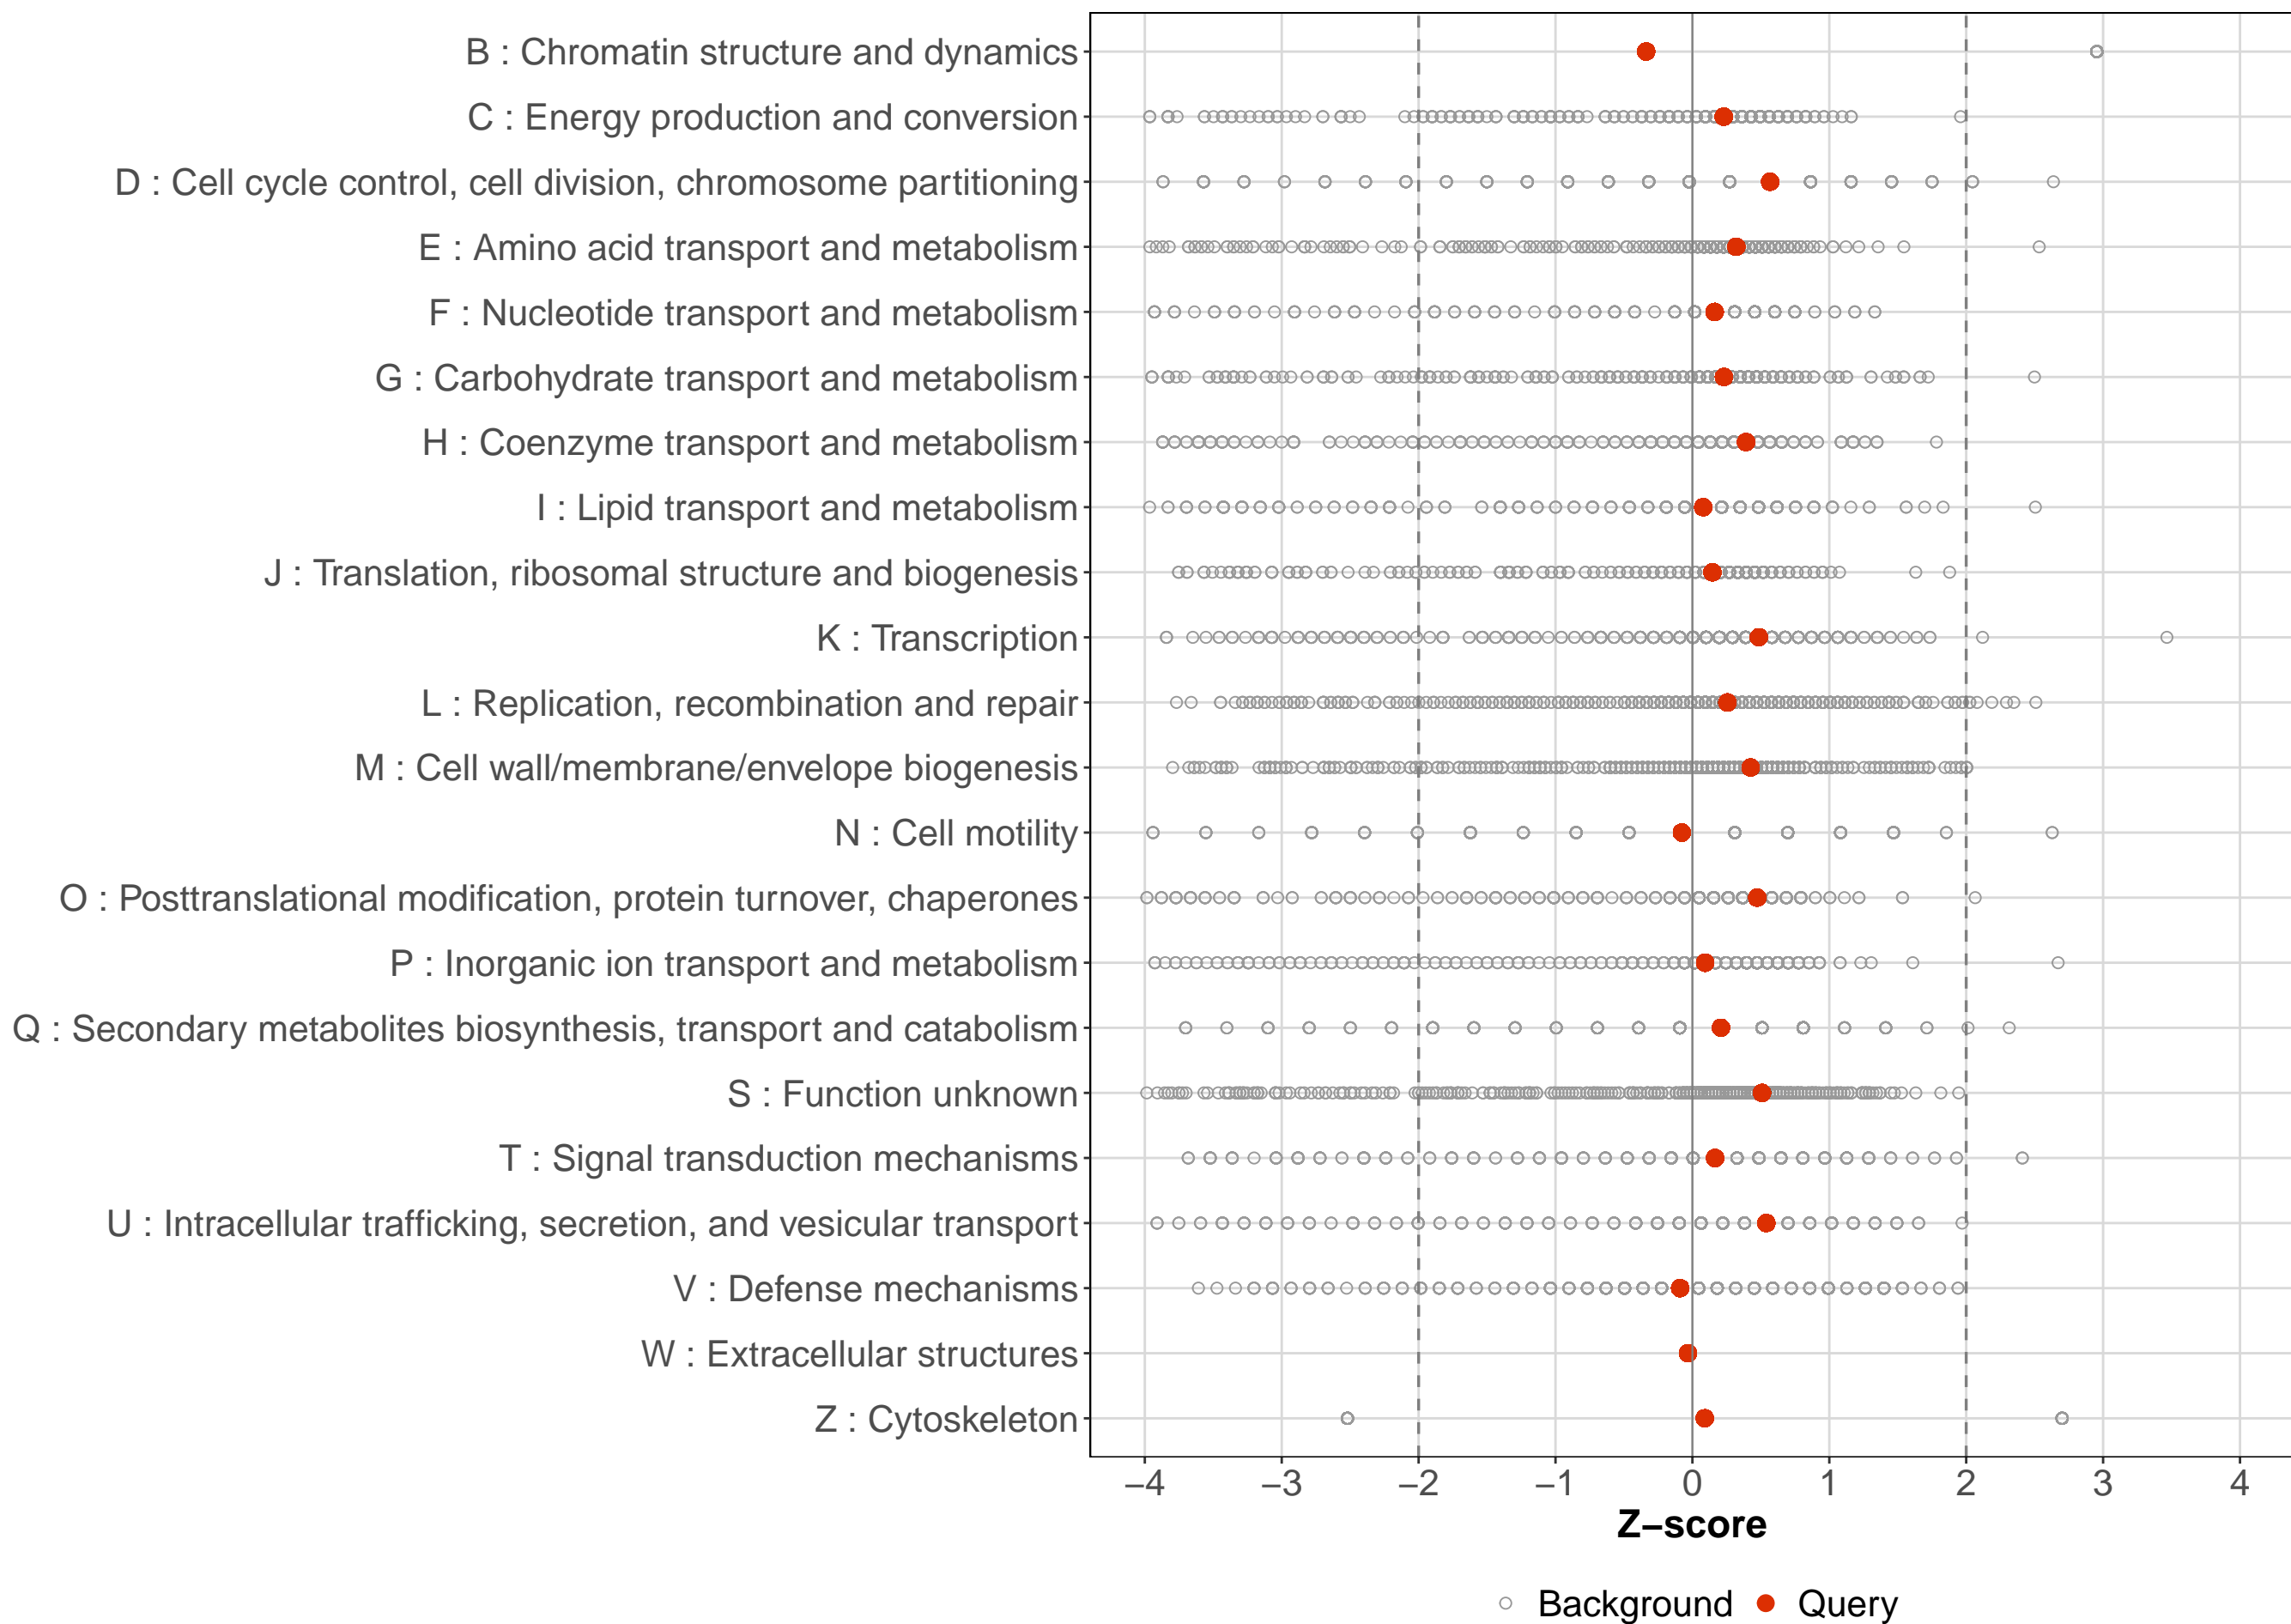 B : Chromatin structure and dynamics
C : Energy production and conversion
D : Cell cycle control, cell division, chromosome partitioning
E : Amino acid transport and metabolism
F : Nucleotide transport and metabolism
G : Carbohydrate transport and metabolism
H : Coenzyme transport and metabolism
I : Lipid transport and metabolism
J : Translation, ribosomal structure and biogenesis
K : Transcription
L : Replication, recombination and repair
M : Cell wall/membrane/envelope biogenesis
N : Cell motility
O : Posttranslational modification, protein turnover, chaperones
P : Inorganic ion transport and metabolism
Q : Secondary metabolites biosynthesis, transport and catabolism
S : Function unknown
T : Signal transduction mechanisms
U : Intracellular trafficking, secretion, and vesicular transport
V : Defense mechanisms
W : Extracellular structures
Z : Cytoskeleton
−4 −3 −2 −1 0 1 2 3 4
Z−score
Background Query